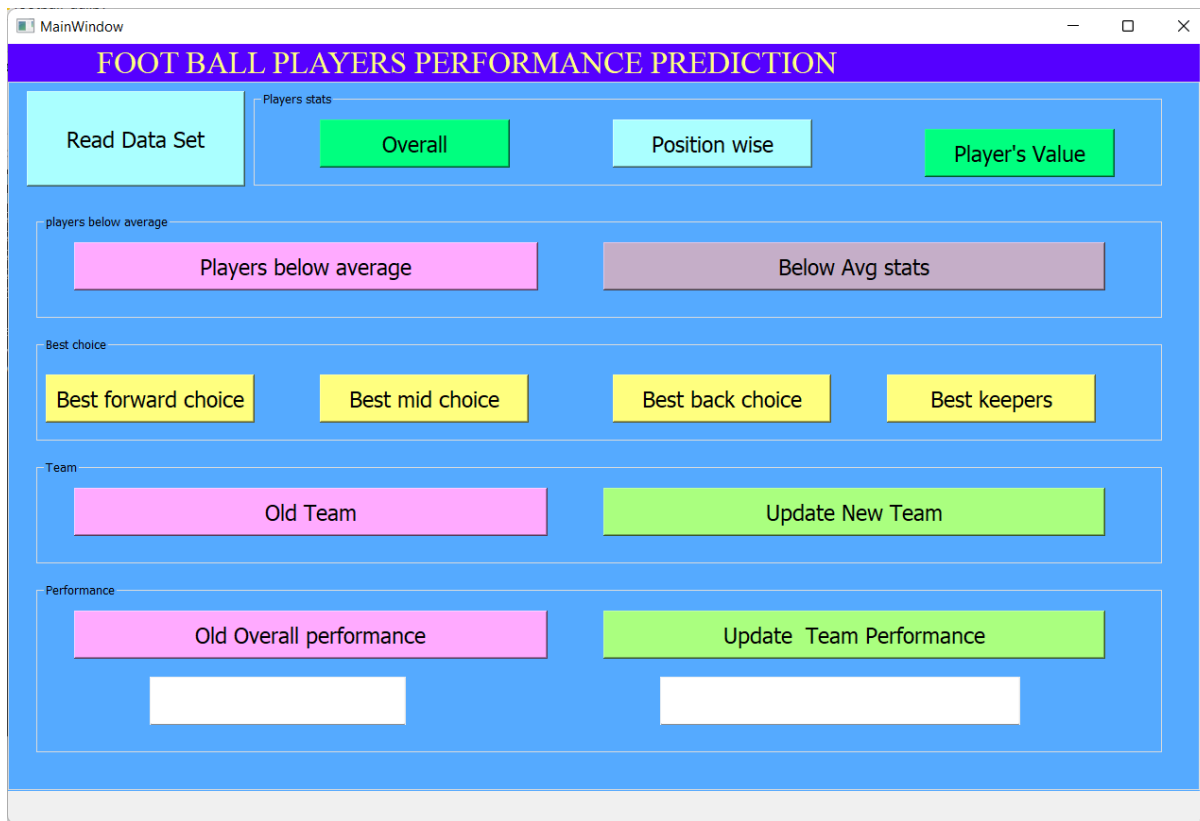 MainWindow
FOOT BALL PLAYERS PERFORMANCE PREDICTION
Read Data Set
Players stats
Overall
Position wise
Player's Value
players below average
Players below average
Below Avg stats
Best choice
Best forward choice
Best mid choice
Best back choice
Best keepers
Team
Old Team
Update New Team
Performance
Old Overall performance
Update  Team Performance